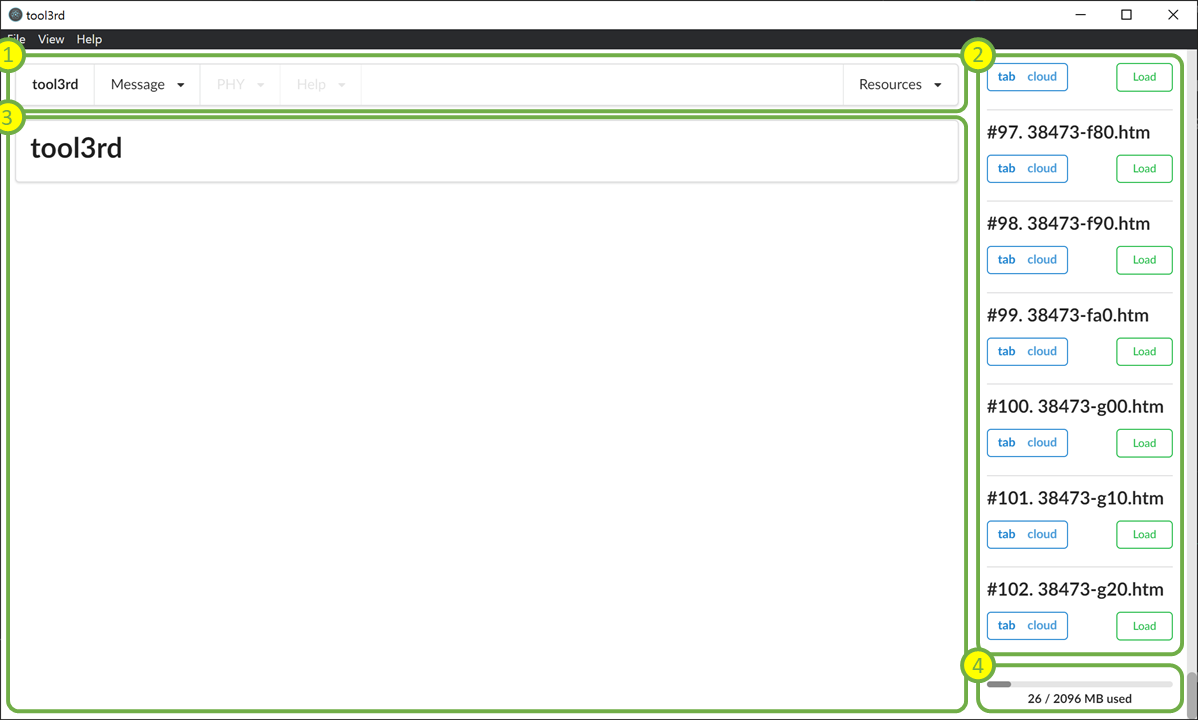 tool3rd
File View Help
1
tool3rd Message PHY Help Resources
3
tool3rd
2
tab cloud Load
#97. 38473-f80.htm
tab cloud Load
#98. 38473-f90.htm
tab cloud Load
#99. 38473-fa0.htm
tab cloud Load
#100. 38473-g00.htm
tab cloud Load
#101. 38473-g10.htm
tab cloud Load
#102. 38473-g20.htm
tab cloud Load
4
26 / 2096 MB used